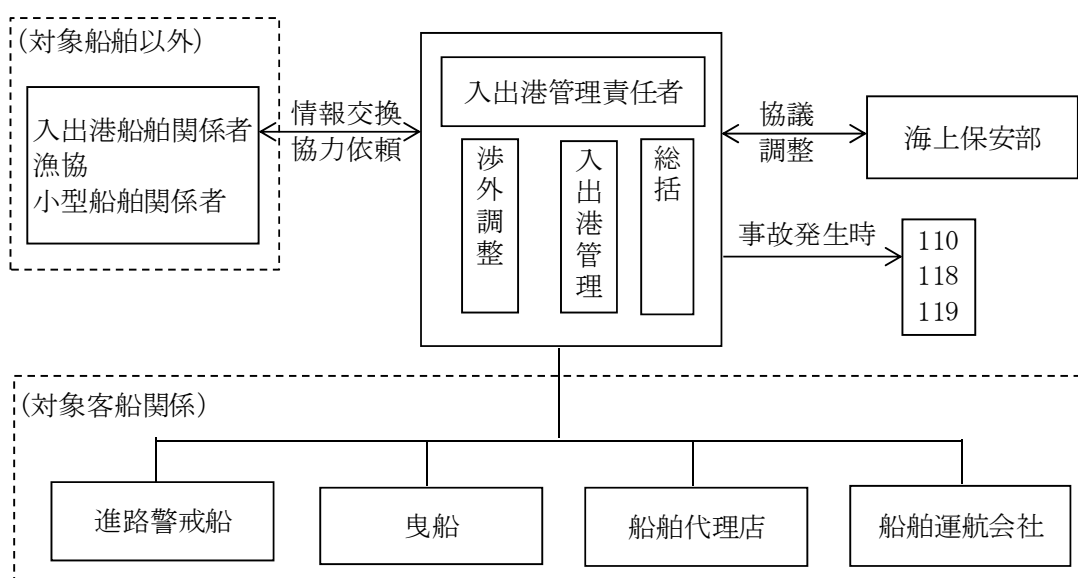 (対象船舶以外)
入出港船舶関係者
漁協
小型船舶関係者
情報交換
協力依頼
入出港管理責任者
渉外調整
入出港管理
総括
協議
調整
海上保安部
事故発生時
110
118
119
(対象客船関係)
進路警戒船
曳船
船舶代理店
船舶運航会社